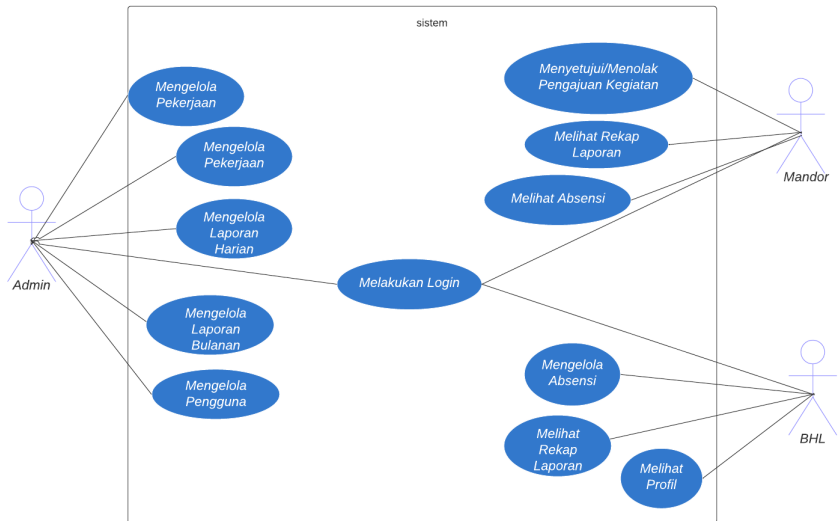 sistem
Mengelola
Pekerjaan
Mengelola
Pekerjaan
Mengelola
Laporan
Harian
Admin
Mengelola
Laporan
Bulanan
Mengelola
Pengguna
Melakukan Login
Menyetujui/Menolak
Pengajuan Kegiatan
Melihat Rekap
Laporan
Melihat Absensi
Mandor
Mengelola
Absensi
Melihat
Rekap
Laporan
Melihat
Profil
BHL